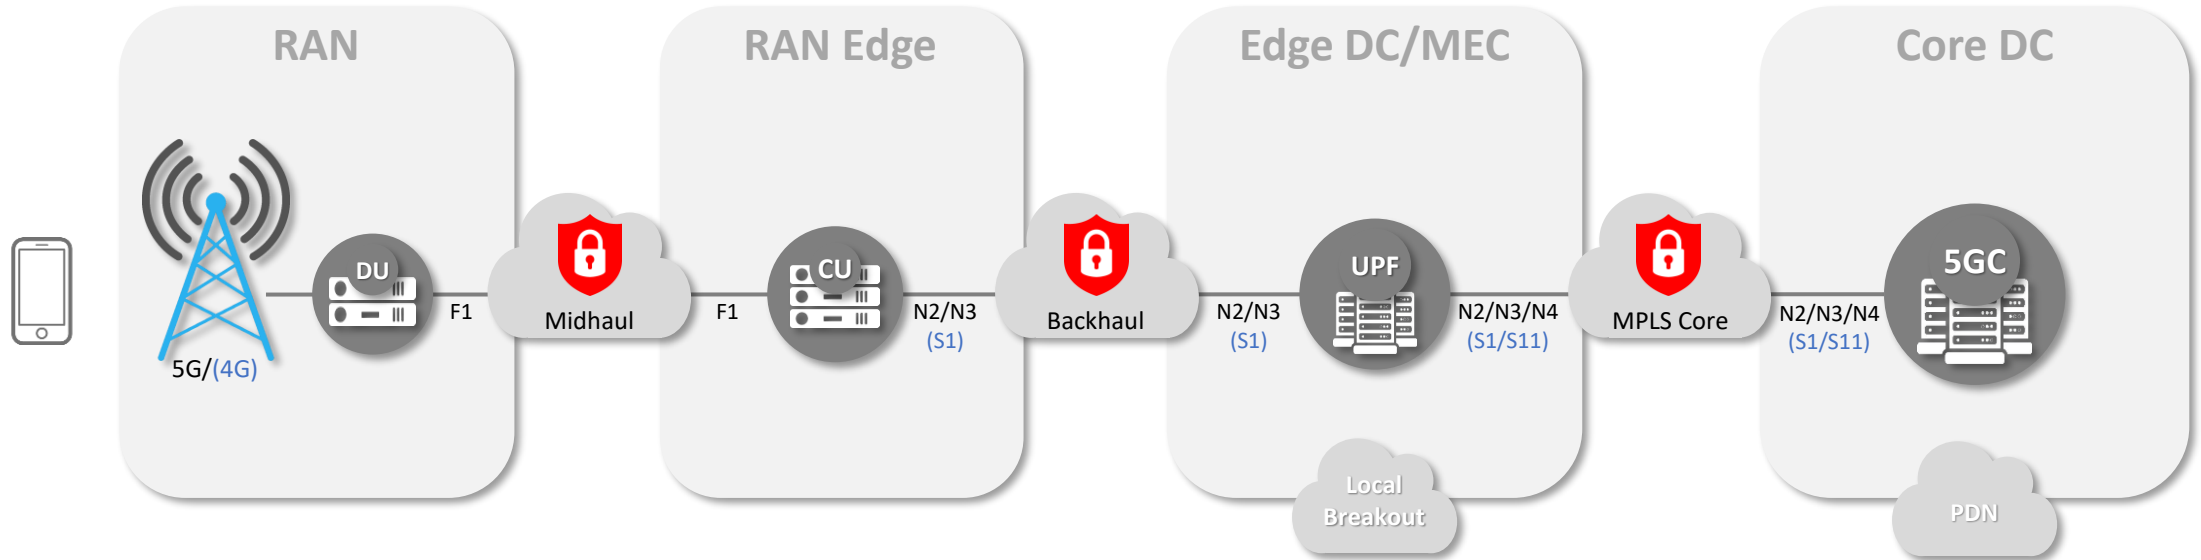 RAN
RAN Edge
Edge DC/MEC
Core DC
5G/(4G)
DU
F1
Midhaul
F1
CU
N2/N3
(S1)
Backhaul
N2/N3
(S1)
UPF
N2/N3/N4
(S1/S11)
MPLS Core
N2/N3/N4
(S1/S11)
5GC
Local
Breakout
PDN